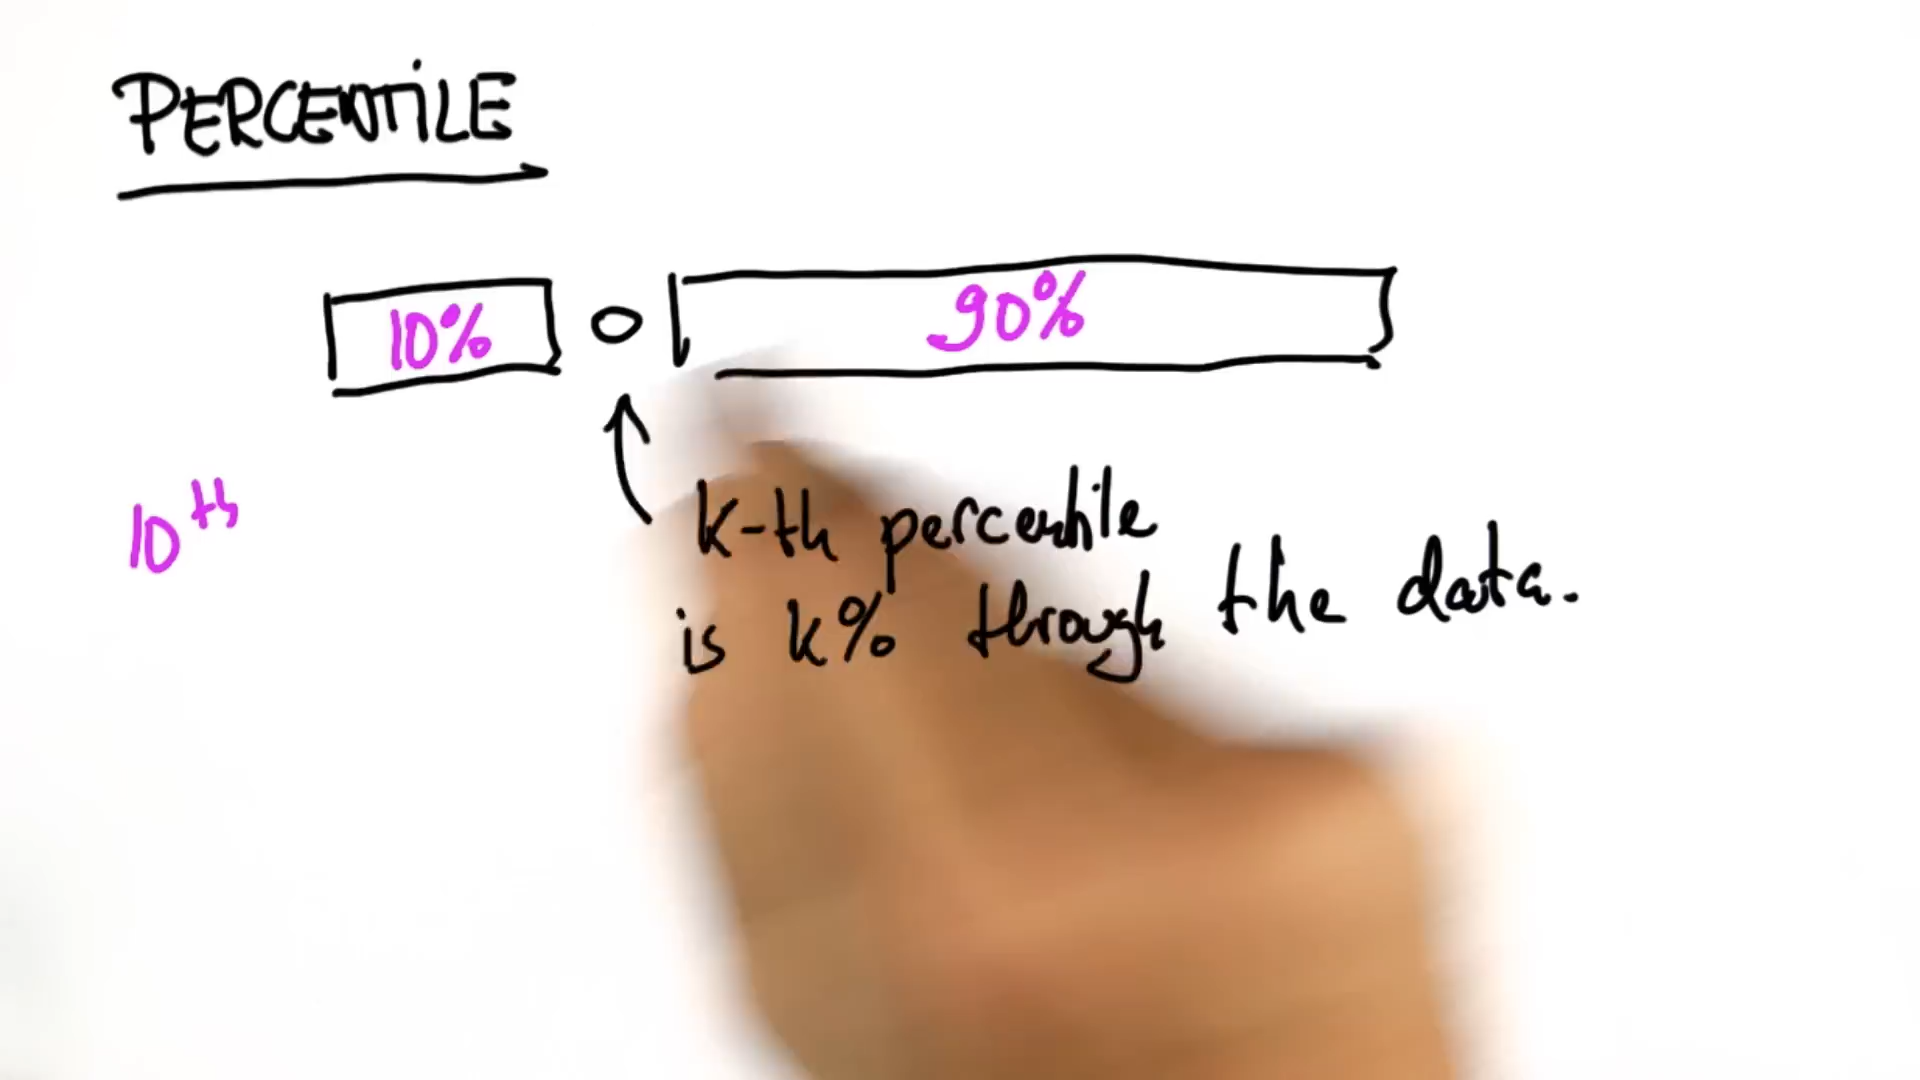 PERCENTILE
10% 90%
10th
k-th percentile
is k% through the data.